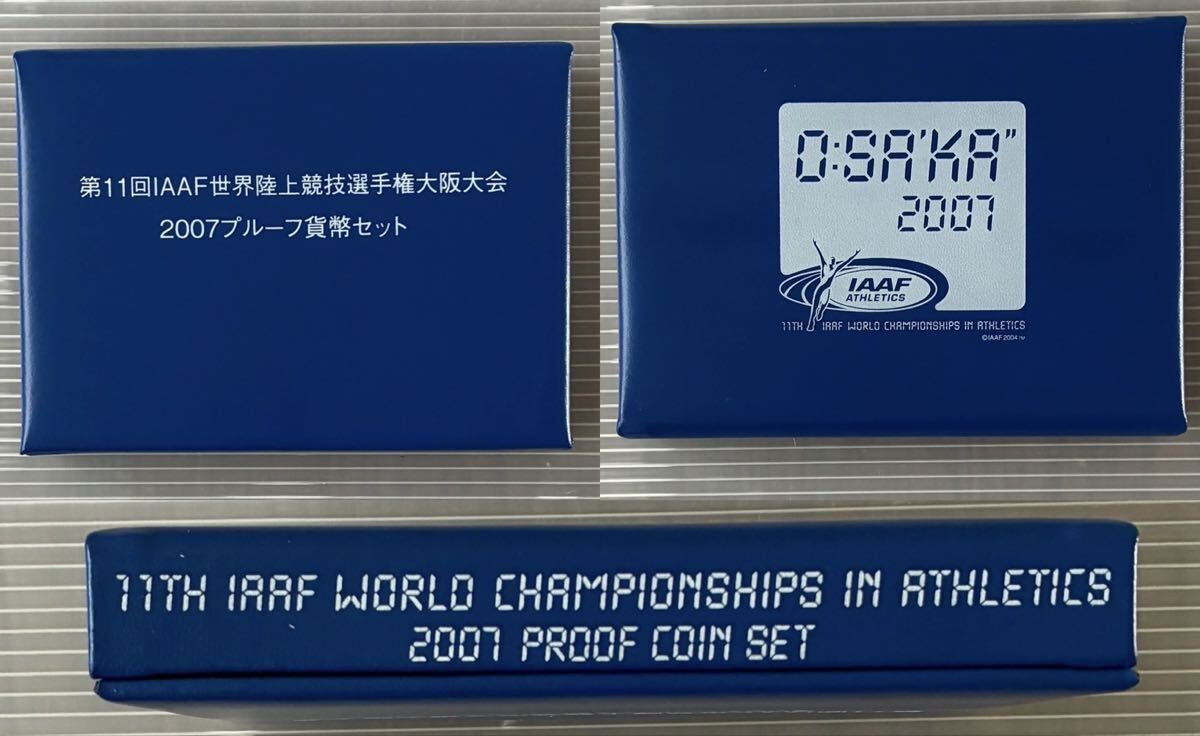 第11回IAAF世界陸上競技選手権大阪大会
2007プルーフ貨幣セット
O:SA'KA"
2007
IAAF
ATHLETICS
11TH IAAF WORLD CHAMPIONSHIPS IN ATHLETICS
©IAAF 2004 TM
11TH IAAF WORLD CHAMPIONSHIPS IN ATHLETICS
2007 PROOF COIN SET